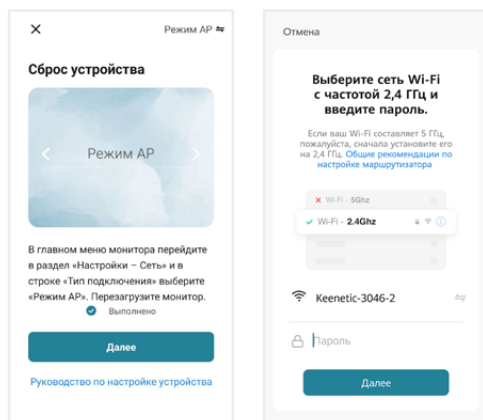 Режим AP
Сброс устройства
Режим AP
В главном меню монитора перейдите
в раздел «Настройки – Сеть» и в
строке «Тип подключения» выберите
«Режим AP». Перезагрузите монитор.
Выполнено
Далее
Руководство по настройке устройства
Отмена
Выберите сеть Wi-Fi
с частотой 2,4 ГГц и
введите пароль.
Если ваш Wi-Fi составляет 5 ГГц,
пожалуйста, сначала установите его
на 2,4 ГГц. Общие рекомендации по
настройке маршрутизатора
Wi-Fi - 5Ghz
Wi-Fi - 2.4Ghz
Keenetic-3046-2
Пароль
Далее